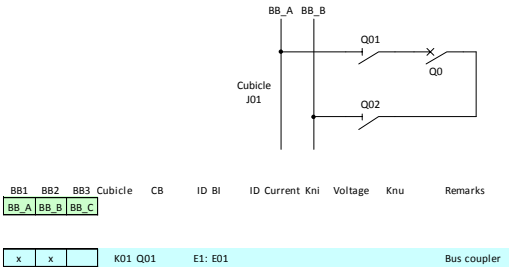 BB_A BB_B
Q01
Q0
Cubicle
J01
Q02
BB1 BB2 BB3 Cubicle CB ID BI ID Current Kni Voltage Knu Remarks
BB_A BB_B BB_C
x x K01 Q01 E1: E01 Bus coupler